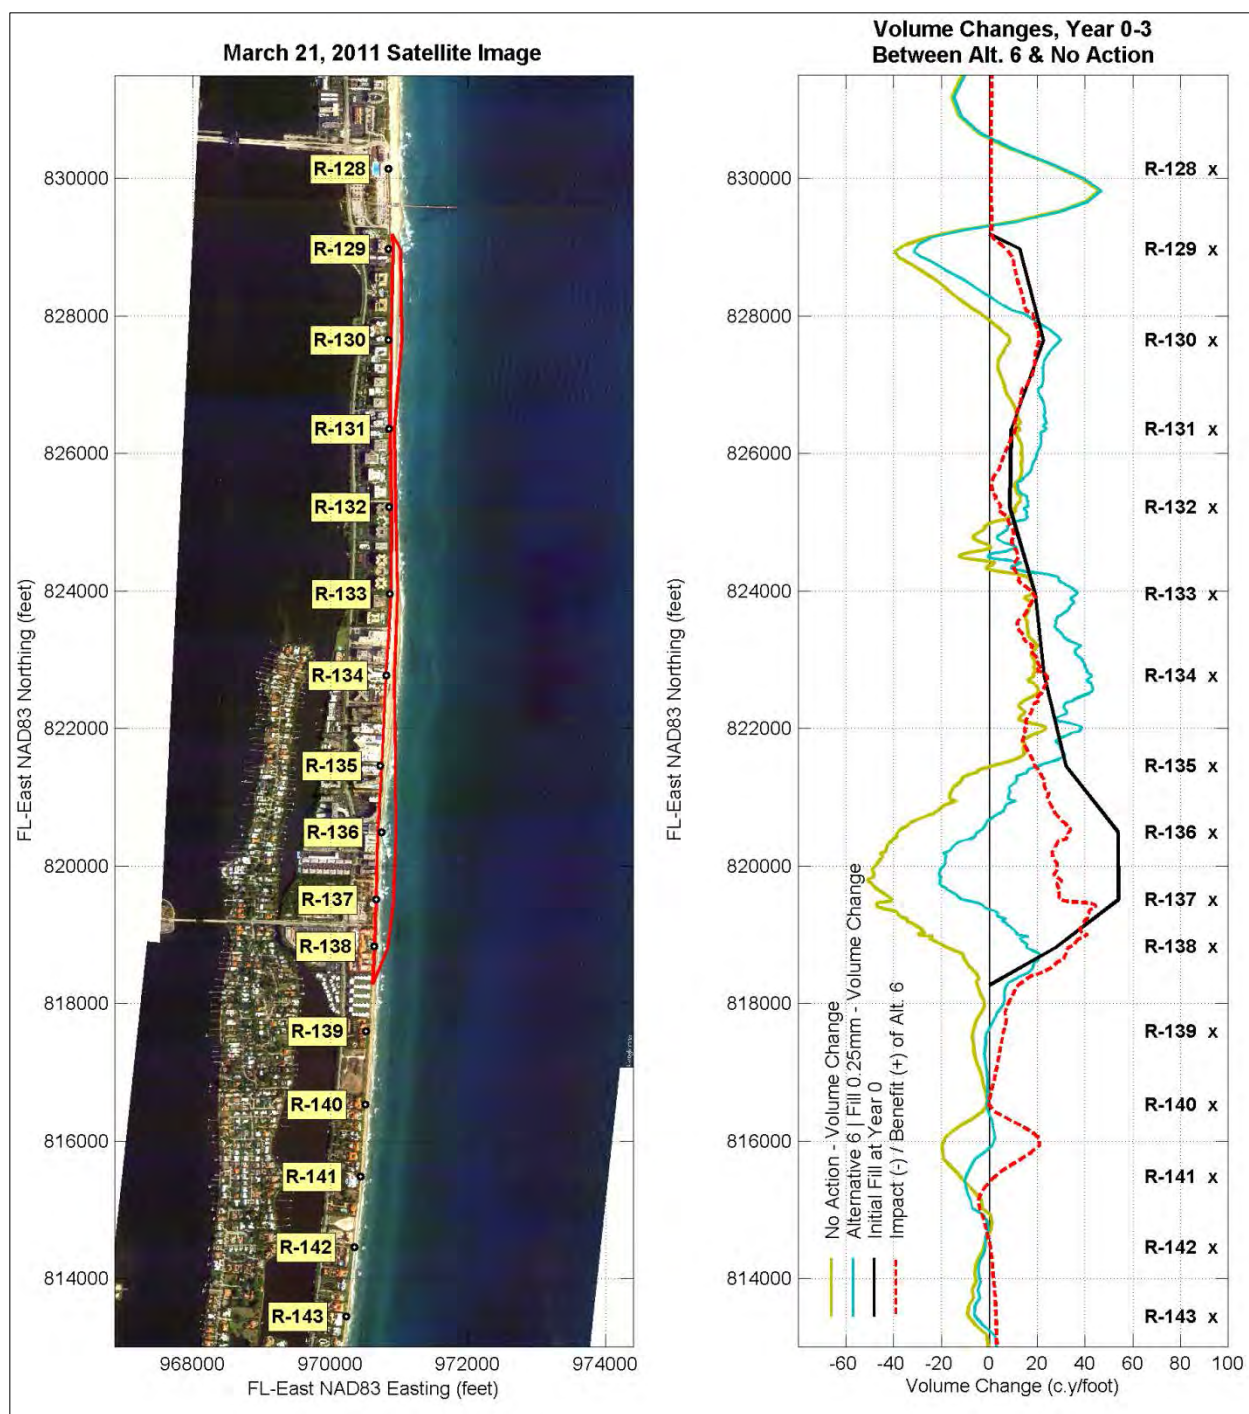 March 21, 2011 Satellite Image
830000
828000
826000
824000
822000
820000
818000
816000
814000
FL-East NAD83 Northing (feet)
R-128
R-129
R-130
R-131
R-132
R-133
R-134
R-135
R-136
R-137
R-138
R-139
R-140
R-141
R-142
R-143
968000 970000 972000 974000
FL-East NAD83 Easting (feet)
Volume Changes, Year 0-3
Between Alt. 6 & No Action
830000
828000
826000
824000
822000
820000
818000
816000
814000
FL-East NAD83 Northing (feet)
R-128 x
R-129 x
R-130 x
R-131 x
R-132 x
R-133 x
R-134 x
R-135 x
R-136 x
R-137 x
R-138 x
R-139 x
R-140 x
R-141 x
R-142 x
R-143 x
No Action - Volume Change
Alternative 6 | Fill 0.25mm - Volume Change
Initial Fill at Year 0
Impact (-) / Benefit (+) of Alt. 6
-60 -40 -20 0 20 40 60 80 100
Volume Change (c.y/foot)